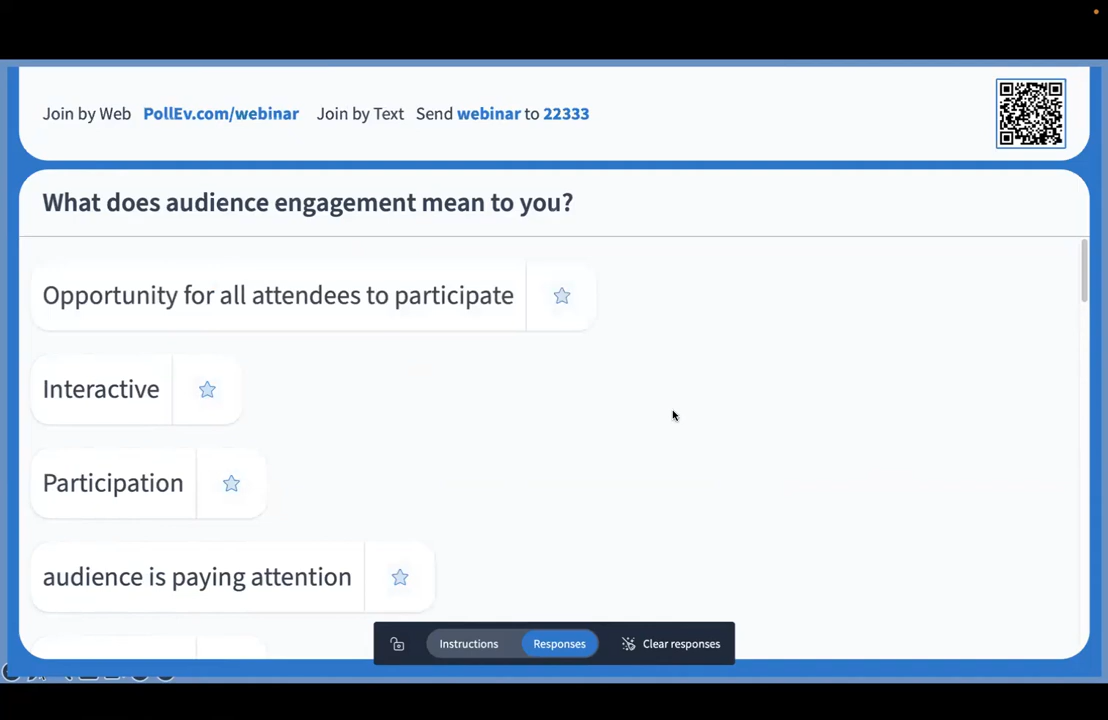 Join by Web PollEv.com/webinar Join by Text Send webinar to 22333
What does audience engagement mean to you?
Opportunity for all attendees to participate
Interactive
Participation
audience is paying attention
Instructions Responses Clear responses